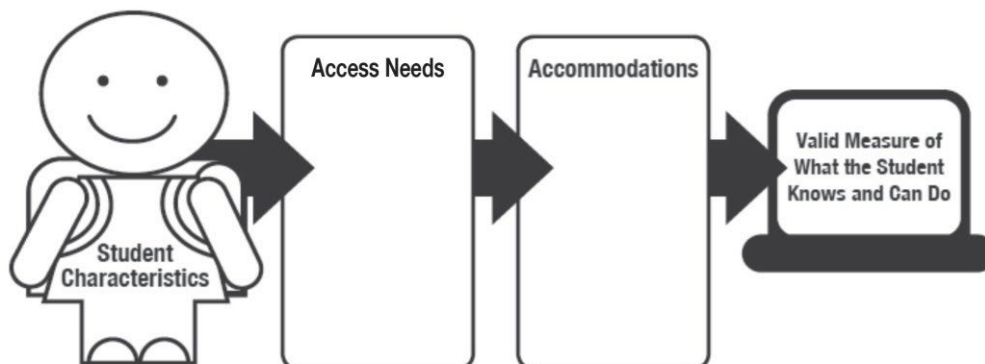 Access Needs
Accommodations
Valid Measure of
What the Student
Knows and Can Do
Student
Characteristics